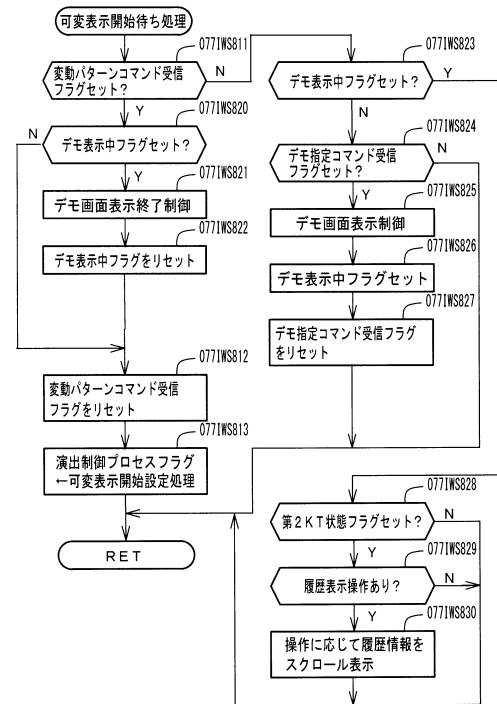 可変表示開始待ち処理
077IWS811
変動パターンコマンド受信
フラグセット？
N
Y
077IWS820
N
デモ表示中フラグセット？
Y
077IWS821
デモ画面表示終了制御
077IWS822
デモ表示中フラグをリセット
077IWS812
変動パターンコマンド受信
フラグをリセット
077IWS813
演出制御プロセスフラグ
←可変表示開始設定処理
RET
077IWS823
デモ表示中フラグセット？
Y
N
077IWS824
デモ指定コマンド受信
フラグセット？
N
Y
077IWS825
デモ画面表示制御
077IWS826
デモ表示中フラグセット
077IWS827
デモ指定コマンド受信フラグ
をリセット
077IWS828
第２ＫＴ状態フラグセット？
N
Y
077IWS829
履歴表示操作あり？
N
Y
077IWS830
操作に応じて履歴情報を
スクロール表示